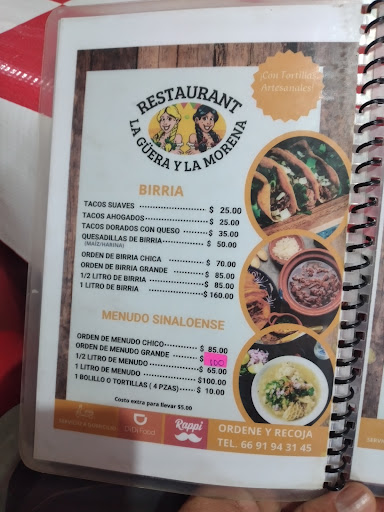 ¡Con Tortillas
Artesanales!
RESTAURANT
LA GÜERA Y LA MORENA
BIRRIA
TACOS SUAVES $ 25.00
TACOS AHOGADOS $ 25.00
TACOS DORADOS CON QUESO $ 35.00
QUESADILLAS DE BIRRIA $ 50.00
(MAÍZ/HARINA)
ORDEN DE BIRRIA CHICA $ 70.00
ORDEN DE BIRRIA GRANDE $ 85.00
1/2 LITRO DE BIRRIA $ 85.00
1 LITRO DE BIRRIA $160.00
MENUDO SINALOENSE
ORDEN DE MENUDO CHICO $ 85.00
ORDEN DE MENUDO GRANDE $ 100
1/2 LITRO DE MENUDO $ 65.00
1 LITRO DE MENUDO $100.00
1 BOLILLO O TORTILLAS ( 4 PZAS) $ 10.00
Costo extra para llevar $5.00
SERVICIO A DOMICILIO
DiDi Food
Rappi
ORDENE Y RECOJA
TEL. 66 91 94 31 45